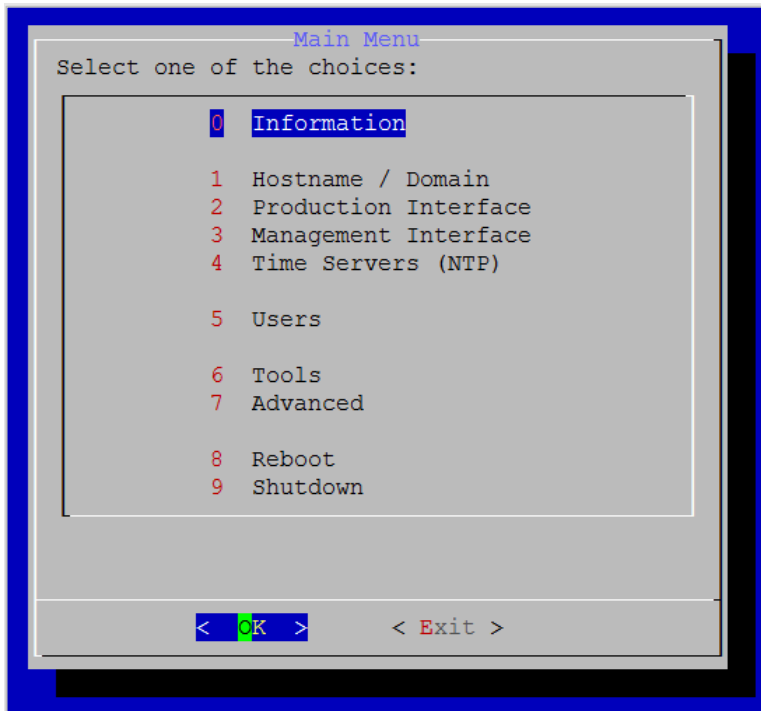 Main Menu
Select one of the choices:
0 Information
1 Hostname / Domain
2 Production Interface
3 Management Interface
4 Time Servers (NTP)
5 Users
6 Tools
7 Advanced
8 Reboot
9 Shutdown
< OK > < Exit >